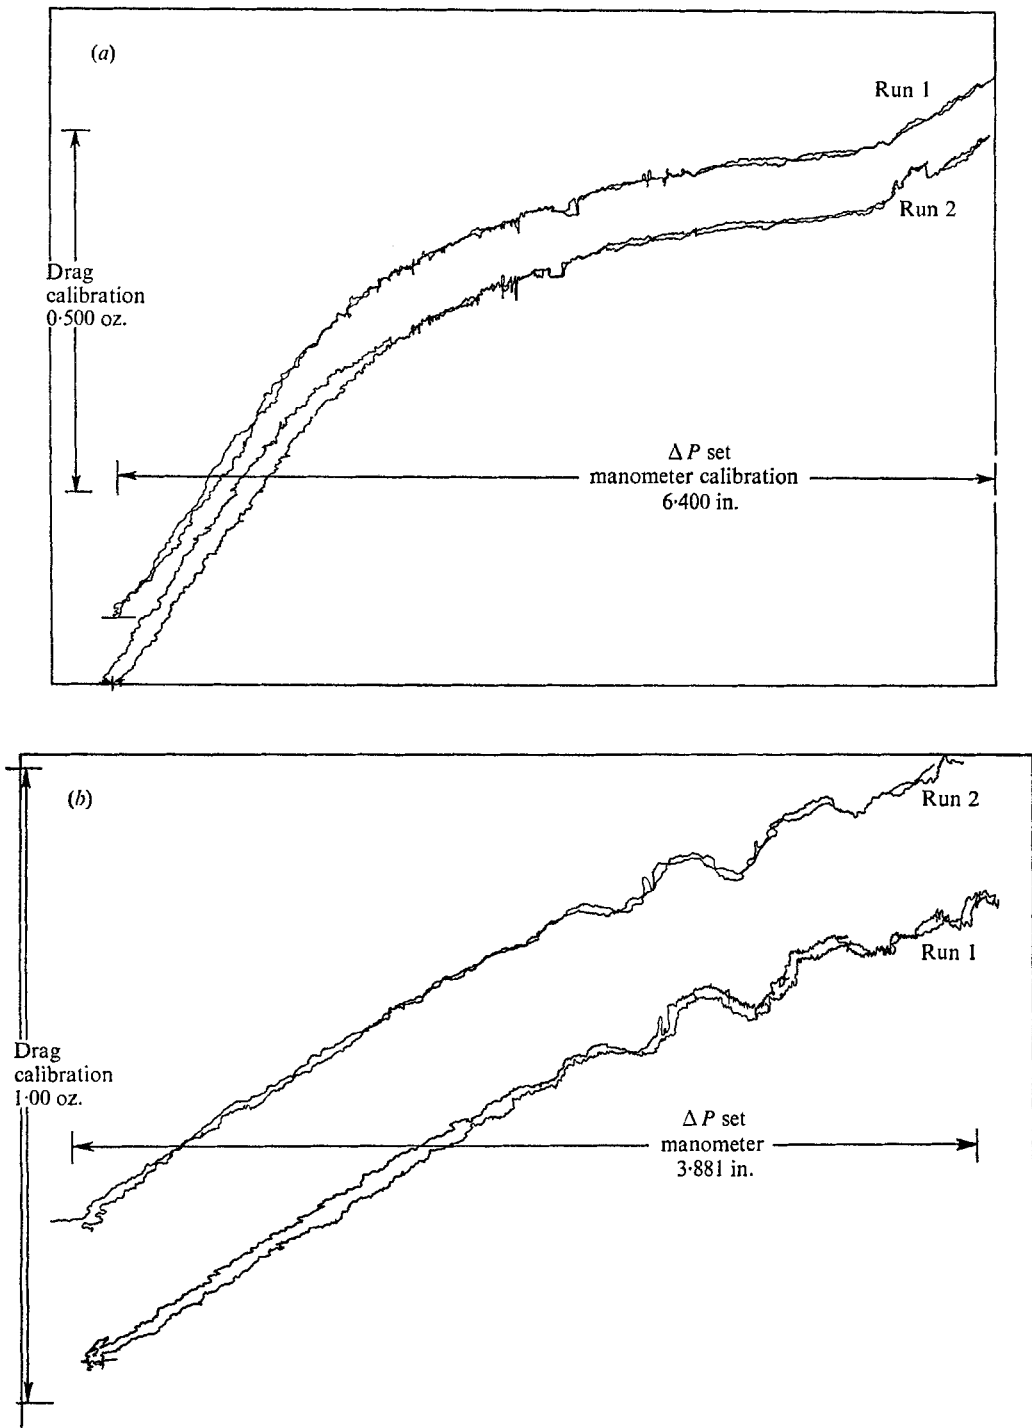 (a)
Run 1
Run 2
Drag
calibration
0·500 oz.
Δ P set
manometer calibration
6·400 in.
(b)
Run 2
Run 1
Drag
calibration
1·00 oz.
Δ P set
manometer
3·881 in.